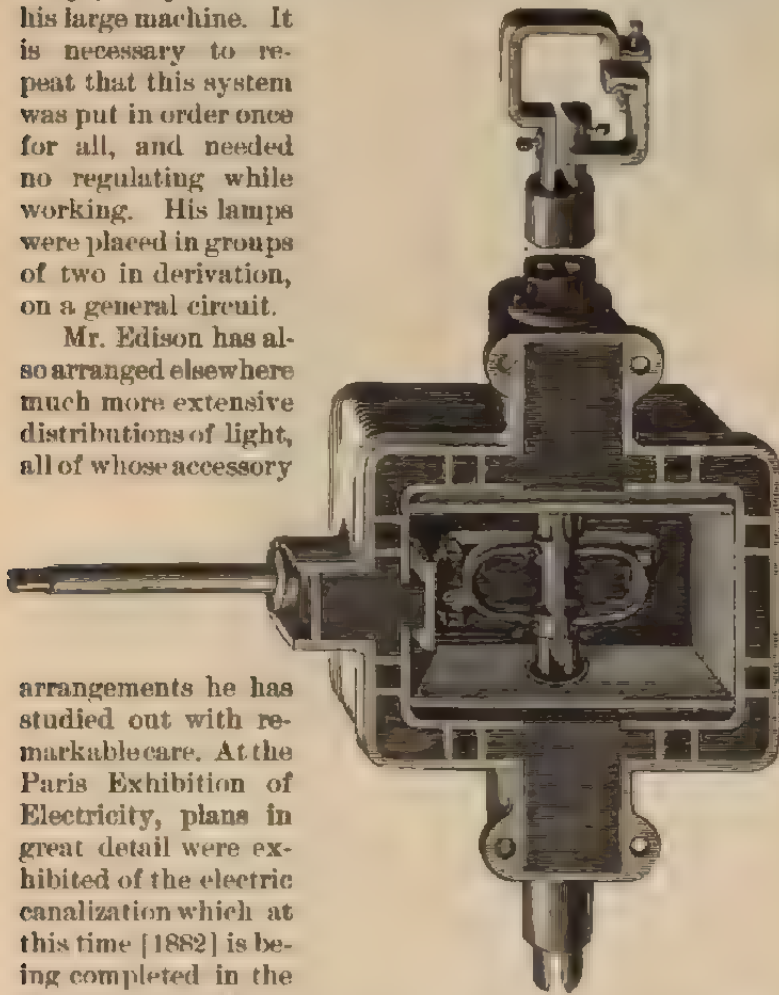 his large machine. It
is necessary to re-
peat that this system
was put in order once
for all, and needed
no regulating while
working. His lamps
were placed in groups
of two in derivation,
on a general circuit.
Mr. Edison has al-
so arranged elsewhere
much more extensive
distributions of light,
all of whose accessory
arrangements he has
studied out with re-
markable care. At the
Paris Exhibition of
Electricity, plans in
great detail were ex-
hibited of the electric
canalization which at
this time [1882] is be-
ing completed in the